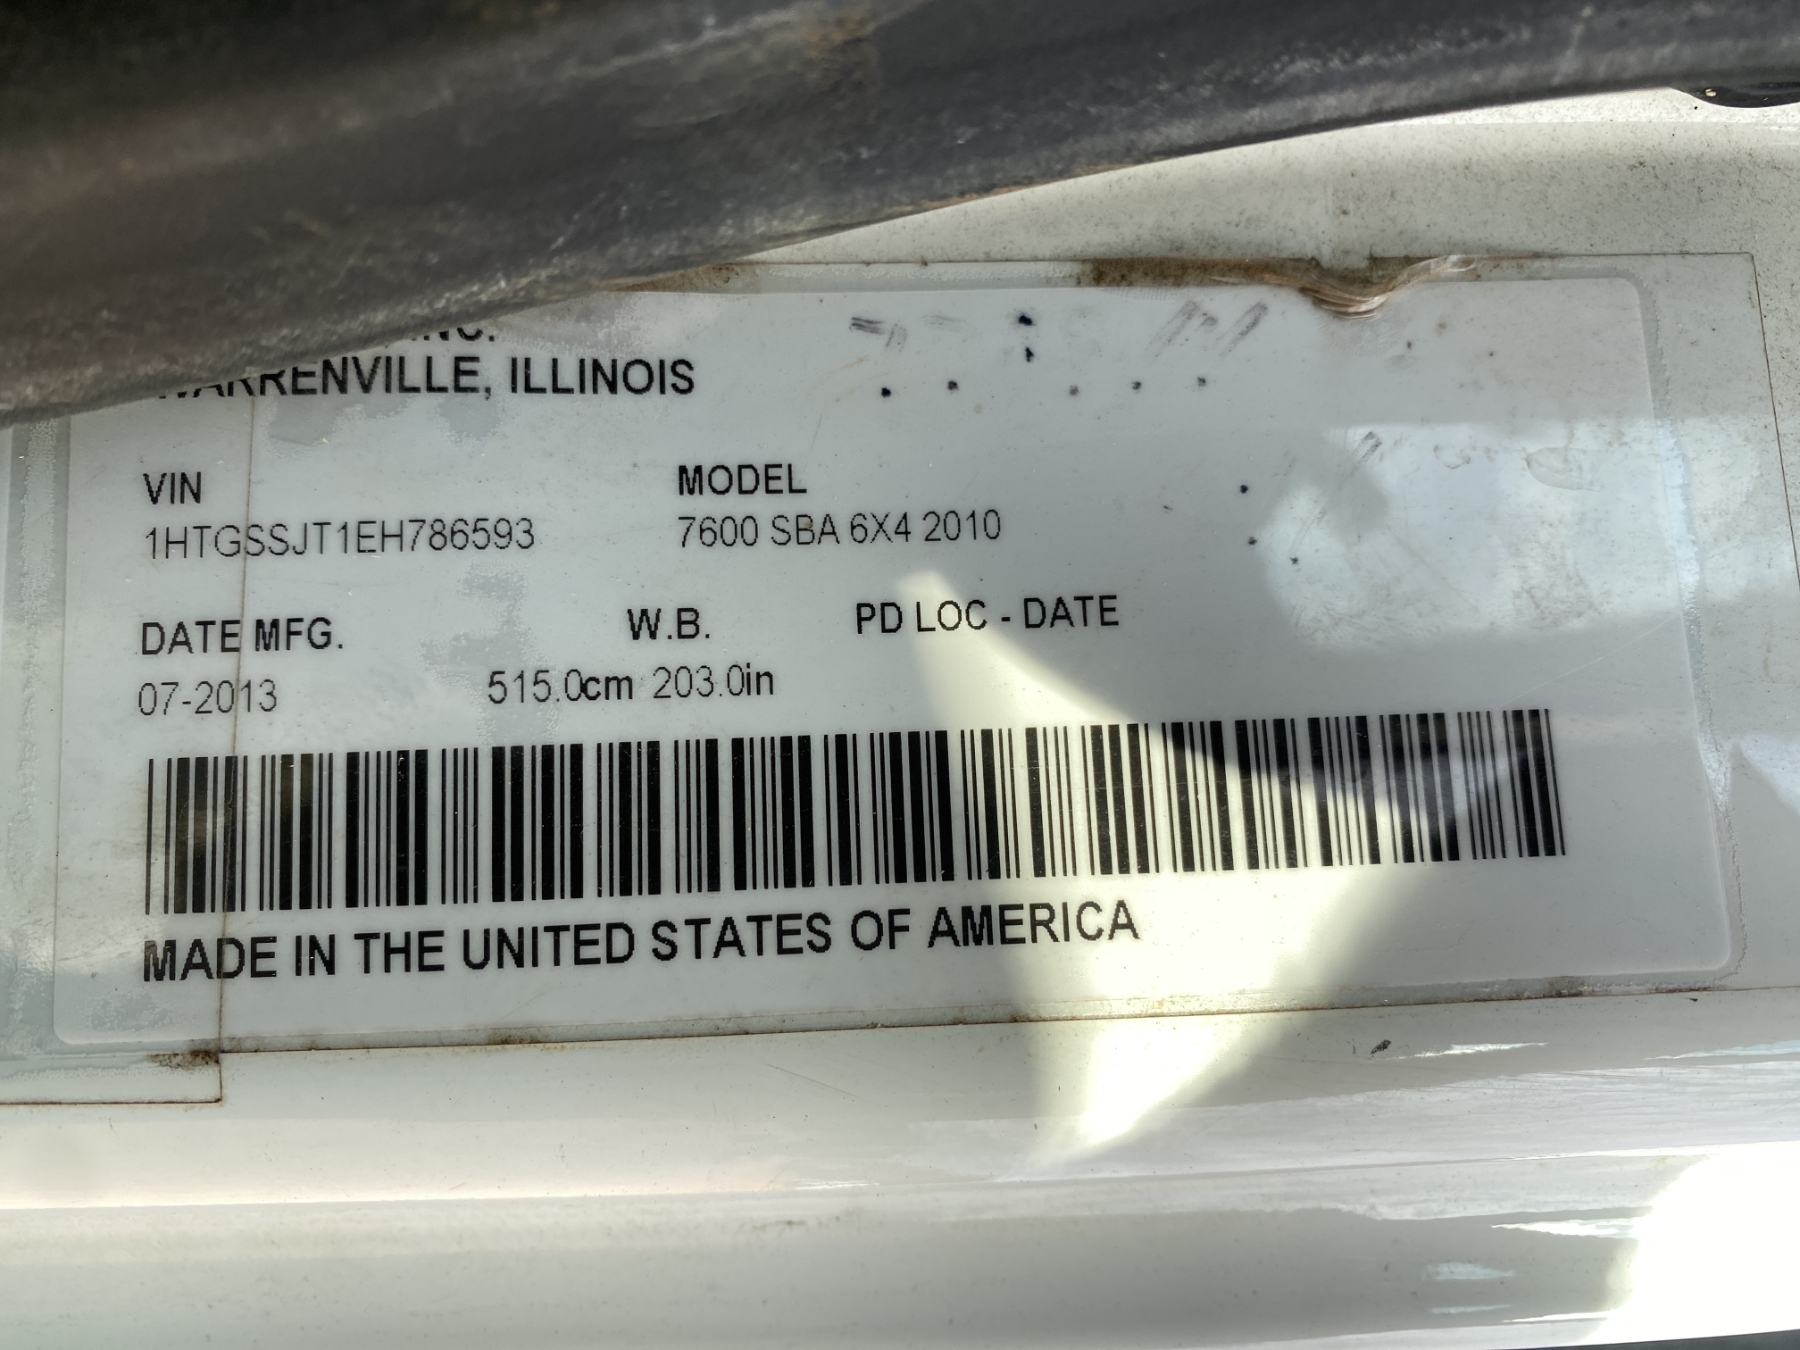 INC.
WARRENVILLE, ILLINOIS
VIN MODEL
1HTGSSJT1EH786593 7600 SBA 6X4 2010
DATE MFG. W.B. PD LOC - DATE
07-2013 515.0cm 203.0in
MADE IN THE UNITED STATES OF AMERICA